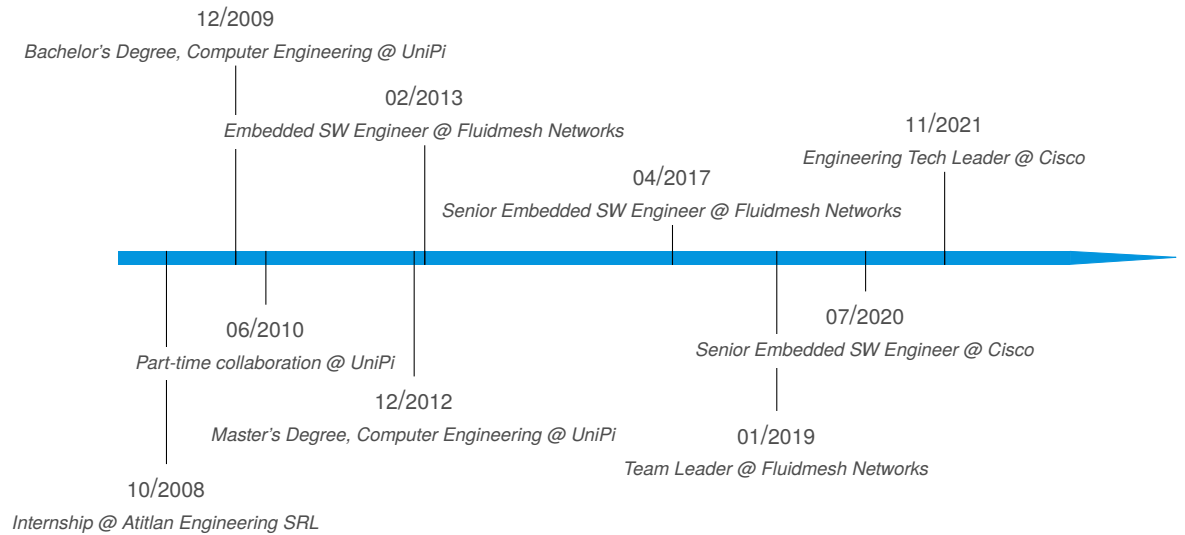 12/2009
Bachelor's Degree, Computer Engineering @ UniPi
02/2013
Embedded SW Engineer @ Fluidmesh Networks
11/2021
Engineering Tech Leader @ Cisco
04/2017
Senior Embedded SW Engineer @ Fluidmesh Networks
06/2010
Part-time collaboration @ UniPi
07/2020
Senior Embedded SW Engineer @ Cisco
12/2012
Master's Degree, Computer Engineering @ UniPi
01/2019
Team Leader @ Fluidmesh Networks
10/2008
Internship @ Atitlan Engineering SRL